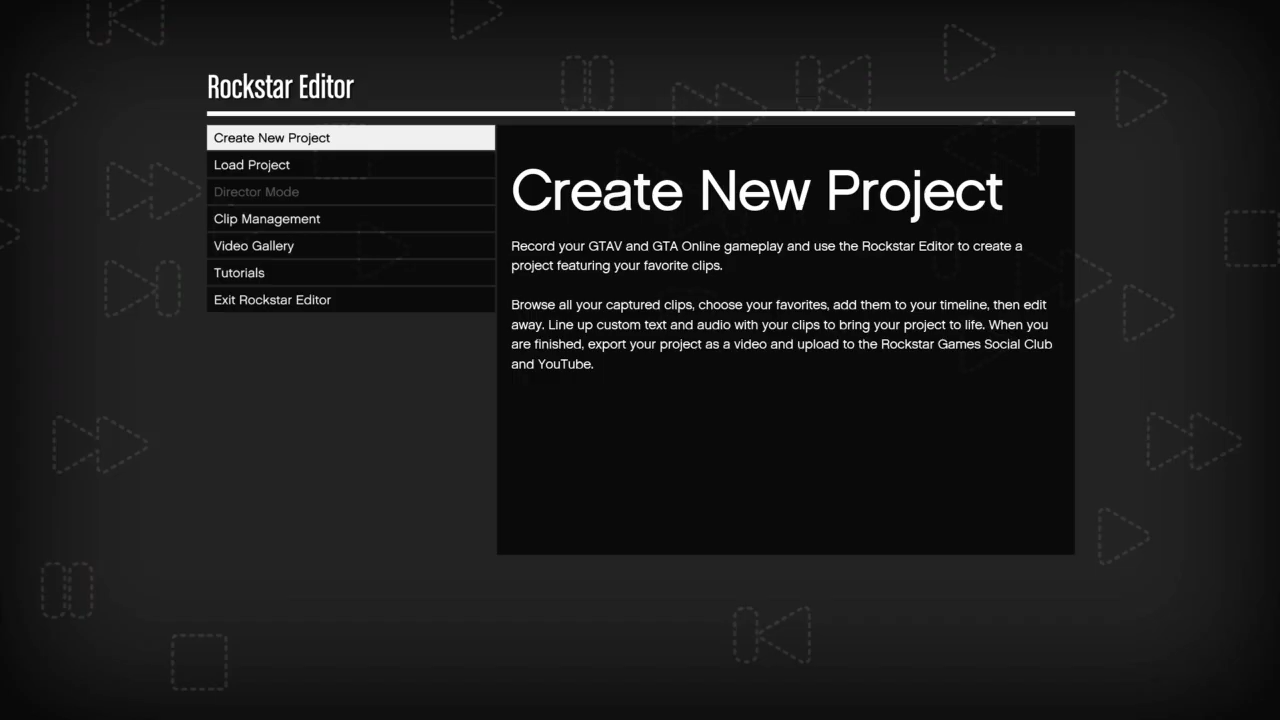 Rockstar Editor
Create New Project
Load Project
Director Mode
Clip Management
Video Gallery
Tutorials
Exit Rockstar Editor
Create New Project
Record your GTAV and GTA Online gameplay and use the Rockstar Editor to create a
project featuring your favorite clips.
Browse all your captured clips, choose your favorites, add them to your timeline, then edit
away. Line up custom text and audio with your clips to bring your project to life. When you
are finished, export your project as a video and upload to the Rockstar Games Social Club
and YouTube.